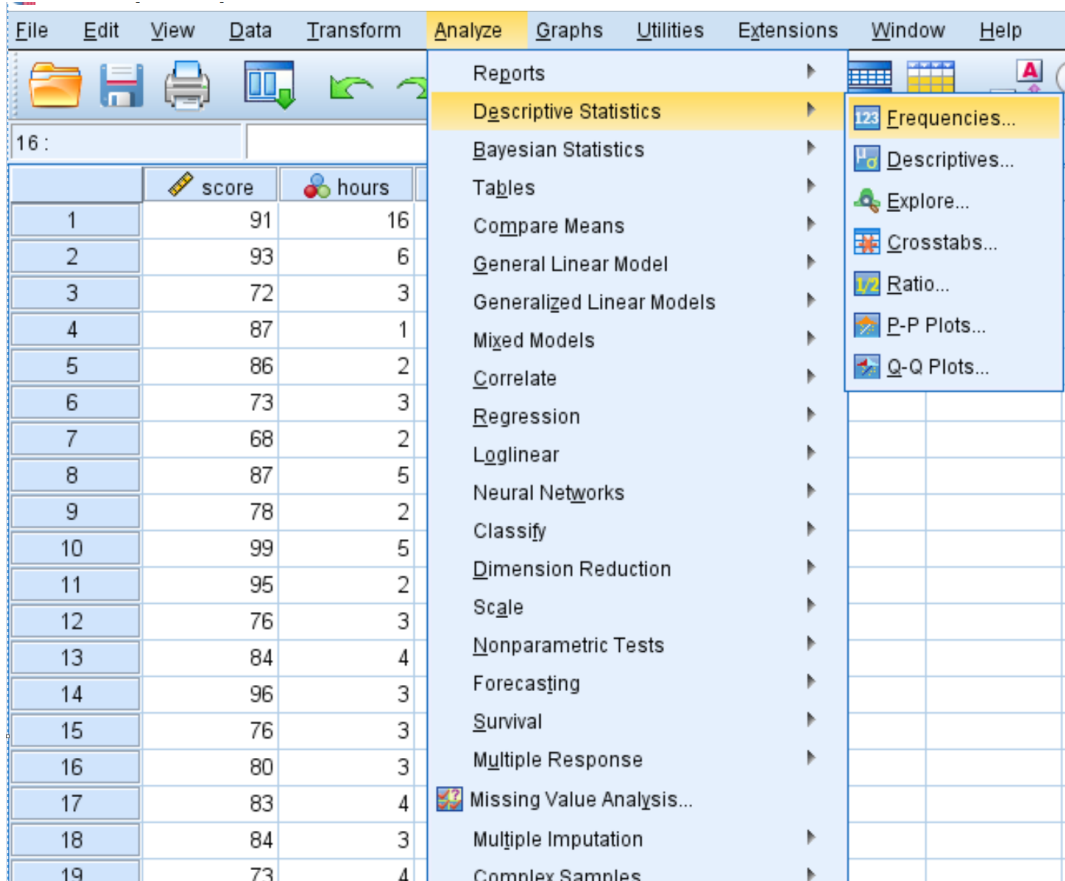 File Edit View Data Transform Analyze Graphs Utilities Extensions Window Help
A
16 :
score hours
1 91 16
2 93 6
3 72 3
4 87 1
5 86 2
6 73 3
7 68 2
8 87 5
9 78 2
10 99 5
11 95 2
12 76 3
13 84 4
14 96 3
15 76 3
16 80 3
17 83 4
18 84 3
19 73 4
Reports
Descriptive Statistics
Bayesian Statistics
Tables
Compare Means
General Linear Model
Generalized Linear Models
Mixed Models
Correlate
Regression
Loglinear
Neural Networks
Classify
Dimension Reduction
Scale
Nonparametric Tests
Forecasting
Survival
Multiple Response
Missing Value Analysis...
Multiple Imputation
Complex Samples
123 Frequencies...
μσ Descriptives...
Explore...
Crosstabs...
1/2 Ratio...
P-P Plots...
Q-Q Plots...